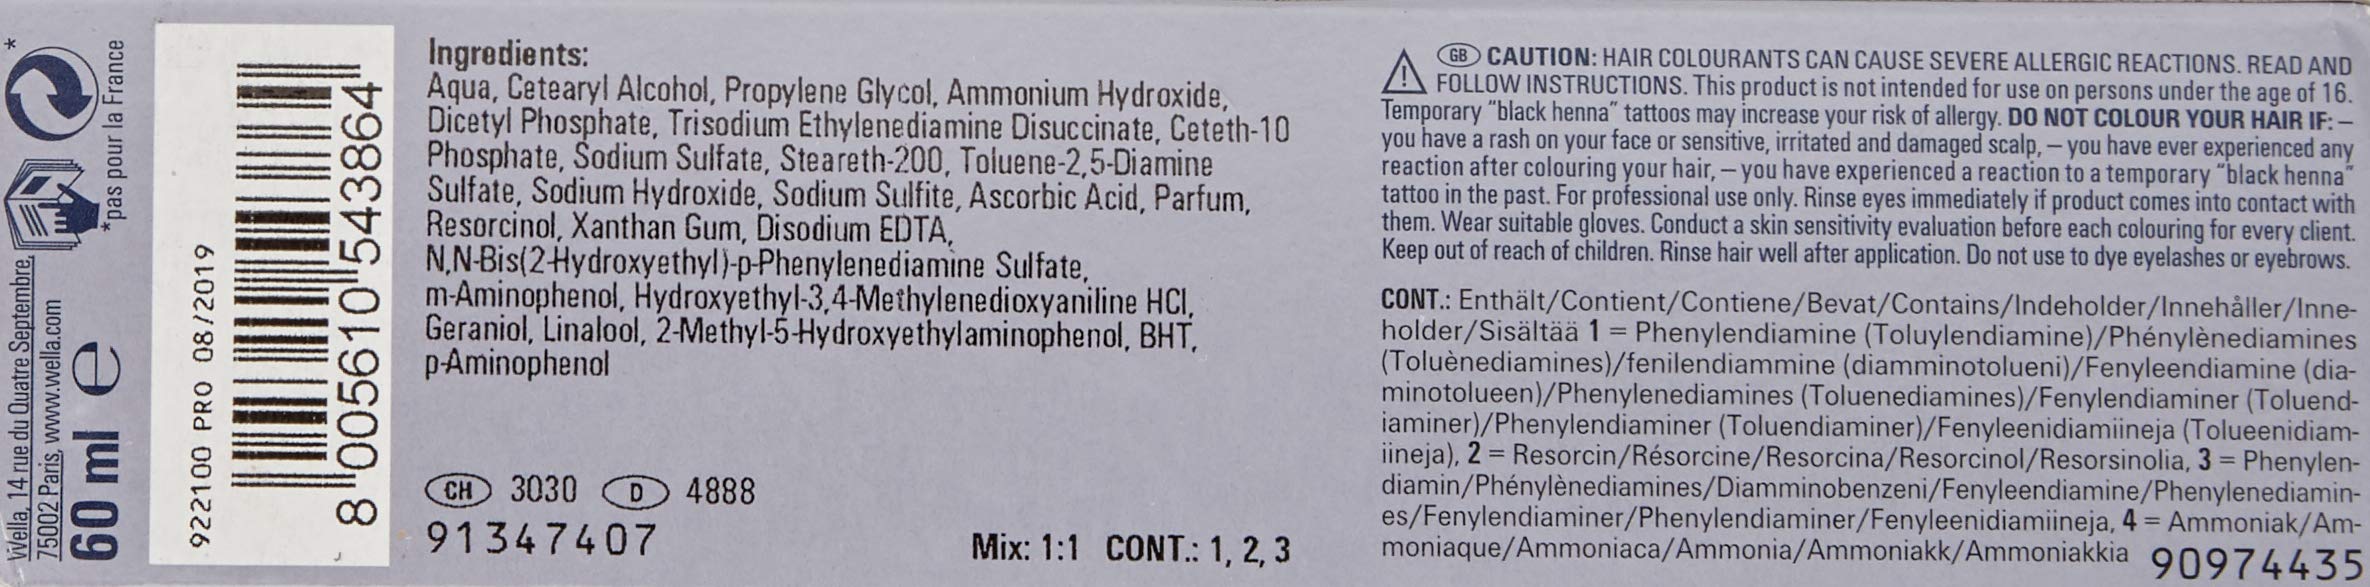 *
*pas pour la France
Wella, 14 rue du Quatre Septembre,
75002 Paris, www.wella.com
60 ml e
922100 PRO 08/2019
8 005610 543864
Ingredients:
Aqua, Cetearyl Alcohol, Propylene Glycol, Ammonium Hydroxide,
Dicetyl Phosphate, Trisodium Ethylenediamine Disuccinate, Ceteth-10
Phosphate, Sodium Sulfate, Steareth-200, Toluene-2,5-Diamine
Sulfate, Sodium Hydroxide, Sodium Sulfite, Ascorbic Acid, Parfum,
Resorcinol, Xanthan Gum, Disodium EDTA,
N,N-Bis(2-Hydroxyethyl)-p-Phenylenediamine Sulfate,
m-Aminophenol, Hydroxyethyl-3,4-Methylenedioxyaniline HCl,
Geraniol, Linalool, 2-Methyl-5-Hydroxyethylaminophenol, BHT,
p-Aminophenol
CH 3030 D 4888
91347407
Mix: 1:1 CONT.: 1, 2, 3
GB CAUTION: HAIR COLOURANTS CAN CAUSE SEVERE ALLERGIC REACTIONS. READ AND
FOLLOW INSTRUCTIONS. This product is not intended for use on persons under the age of 16.
Temporary "black henna" tattoos may increase your risk of allergy. DO NOT COLOUR YOUR HAIR IF: –
you have a rash on your face or sensitive, irritated and damaged scalp, – you have ever experienced any
reaction after colouring your hair, – you have experienced a reaction to a temporary "black henna"
tattoo in the past. For professional use only. Rinse eyes immediately if product comes into contact with
them. Wear suitable gloves. Conduct a skin sensitivity evaluation before each colouring for every client.
Keep out of reach of children. Rinse hair well after application. Do not use to dye eyelashes or eyebrows.
CONT.: Enthält/Contient/Contiene/Bevat/Contains/Indeholder/Innehåller/Inne-
holder/Sisältää 1 = Phenylendiamine (Toluylendiamine)/Phénylènediamines
(Toluènediamines)/fenilendiammine (diamminotolueni)/Fenyleendiamine (dia-
minotolueen)/Phenylenediamines (Toluenediamines)/Fenylendiaminer (Toluend-
iaminer)/Phenylendiaminer (Toluendiaminer)/Fenyleenidiamiineja (Tolueenidiam-
iineja), 2 = Resorcin/Résorcine/Resorcina/Resorcinol/Resorsinolia, 3 = Phenylen-
diamin/Phénylènediamines/Diamminobenzeni/Fenyleendiamine/Phenylenediamin-
es/Fenylendiaminer/Phenylendiaminer/Fenyleenidiamiineja, 4 = Ammoniak/Am-
moniaque/Ammoniaca/Ammonia/Ammoniakk/Ammoniakkia 90974435